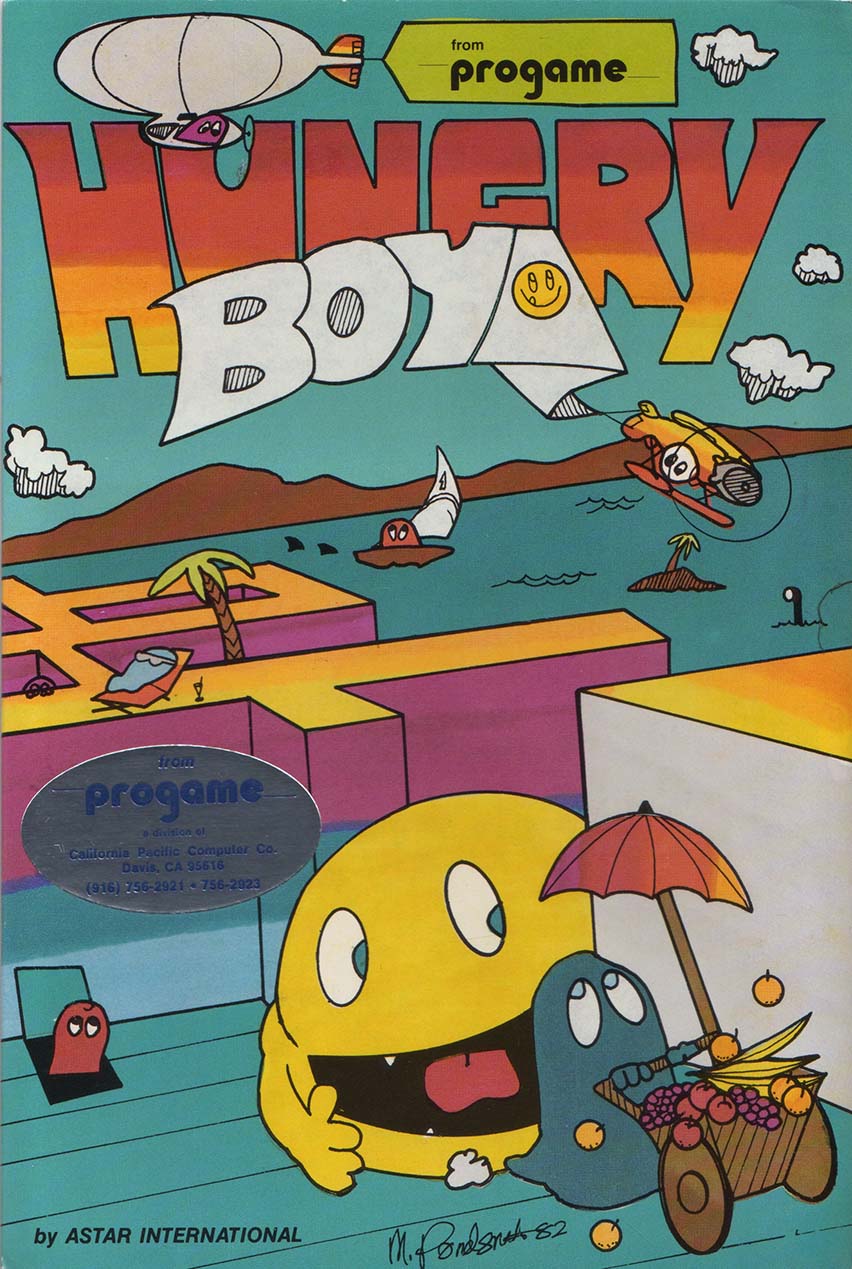 from
progame
HUNGRY
BOY
from
progame
a division of
California Pacific Computer Co.
Davis, CA 95616
(916) 756-2921 • 756-2923
by ASTAR INTERNATIONAL
82